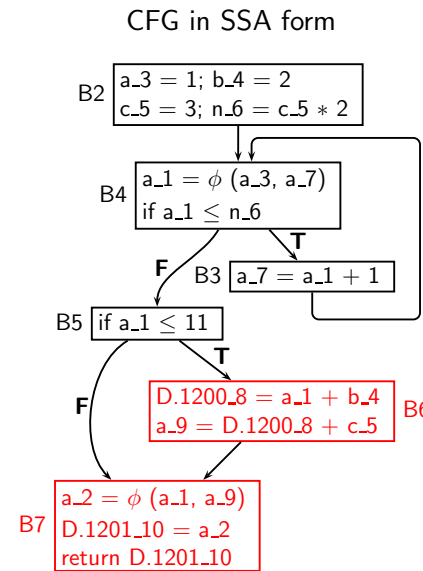 CFG in SSA form
B2
a_3 = 1; b_4 = 2
c_5 = 3; n_6 = c_5 * 2
B4
a_1 = ϕ (a_3, a_7)
if a_1 ≤ n_6
F
T
B3
a_7 = a_1 + 1
B5
if a_1 ≤ 11
F
T
D.1200_8 = a_1 + b_4
a_9 = D.1200_8 + c_5
B6
B7
a_2 = ϕ (a_1, a_9)
D.1201_10 = a_2
return D.1201_10